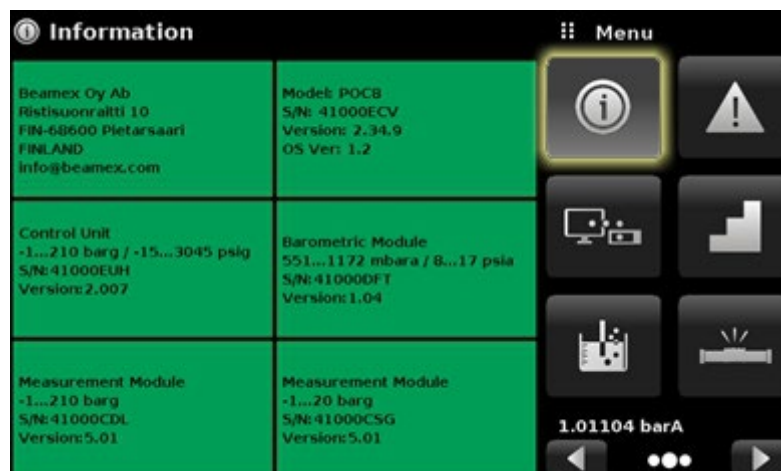 Information
Beamex Oy Ab
Ristisuonraitti 10
FIN-68600 Pietarsaari
FINLAND
info@beamex.com
Model: POC8
S/N: 41000ECV
Version: 2.34.9
OS Ver: 1.2
Control Unit
-1...210 barg / -15...3045 psig
S/N:41000EUH
Version:2.007
Barometric Module
551...1172 mbara / 8...17 psia
S/N:41000DFT
Version:1.04
Measurement Module
-1...210 barg
S/N:41000CDL
Version:5.01
Measurement Module
-1...20 barg
S/N:41000CSG
Version:5.01
Menu
1.01104 barA